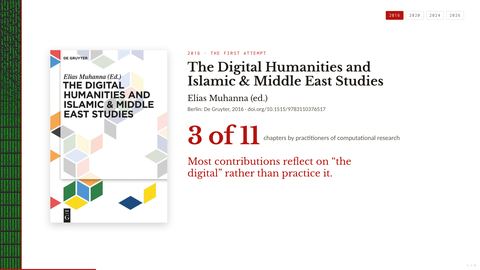 2016 2020 2024 2026
DE GRUYTER
Elias Muhanna (Ed.)
THE DIGITAL
HUMANITIES AND
ISLAMIC & MIDDLE
EAST STUDIES
2016 · THE FIRST ATTEMPT
The Digital Humanities and
Islamic & Middle East Studies
Elias Muhanna (ed.)
Berlin: De Gruyter, 2016 · doi.org/10.1515/9783110376517
3 of 11 chapters by practitioners of computational research
Most contributions reflect on “the
digital” rather than practice it.